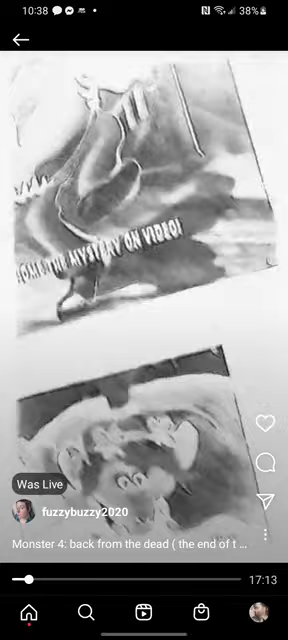 10:38
38%
HOME THE MYSTERY ON VIDEO!
Was Live
fuzzybuzzy2020
Monster 4: back from the dead ( the end of t ...
17:13